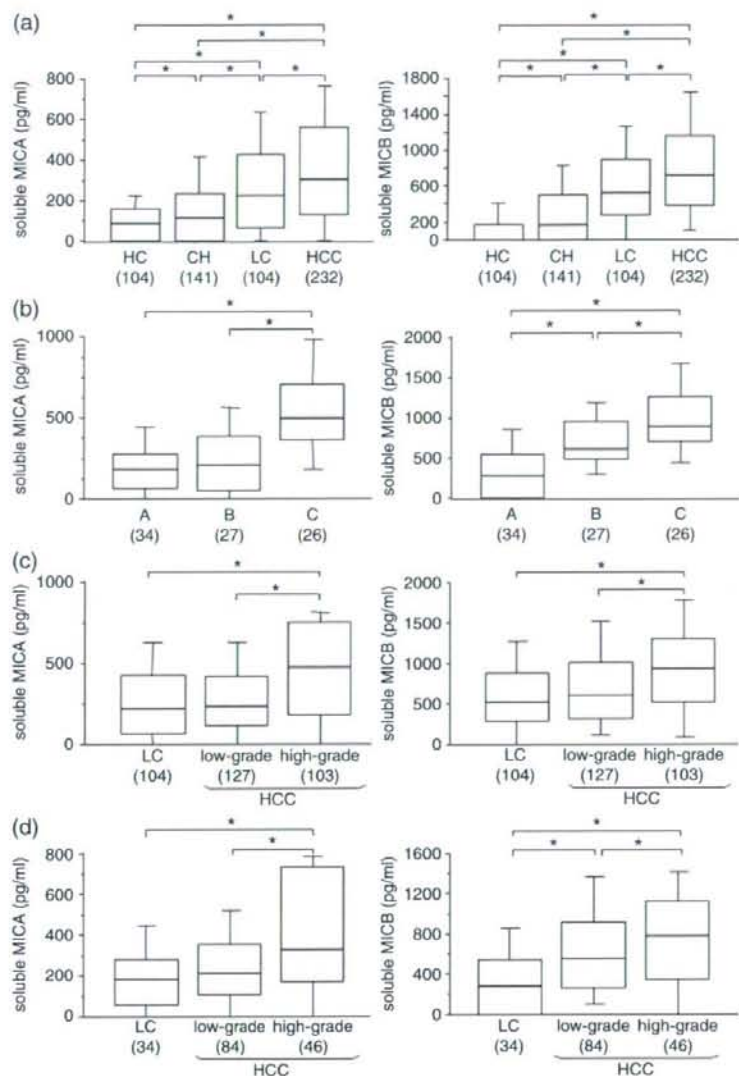 (a)
* * * * * *
soluble MICA (pg/ml)
800
600
400
200
0
HC CH LC HCC
(104) (141) (104) (232)
* * * * * *
soluble MICB (pg/ml)
1800
1400
1000
600
200
0
HC CH LC HCC
(104) (141) (104) (232)
(b)
* *
soluble MICA (pg/ml)
1000
500
0
A B C
(34) (27) (26)
* * *
soluble MICB (pg/ml)
2000
1500
1000
500
0
A B C
(34) (27) (26)
(c)
* *
soluble MICA (pg/ml)
1000
500
0
LC low-grade high-grade
(104) (127) (103)
HCC
* *
soluble MICB (pg/ml)
2000
1500
1000
500
0
LC low-grade high-grade
(104) (127) (103)
HCC
(d)
* *
soluble MICA (pg/ml)
800
600
400
200
0
LC low-grade high-grade
(34) (84) (46)
HCC
* * *
soluble MICB (pg/ml)
1600
1200
800
400
0
LC low-grade high-grade
(34) (84) (46)
HCC